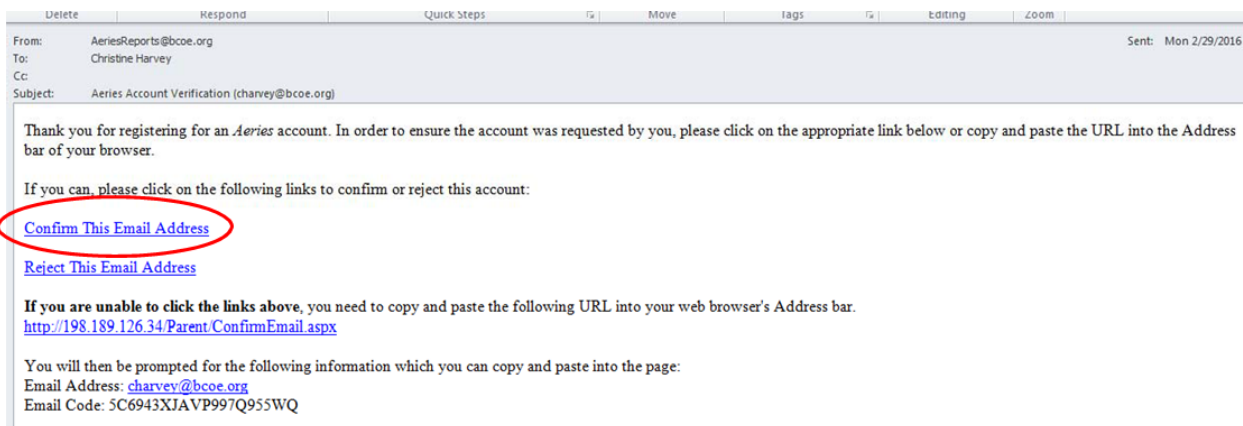 Delete Respond Quick Steps Move Tags Editing Zoom
From: AeriesReports@bcoe.org Sent: Mon 2/29/2016
To: Christine Harvey
Cc:
Subject: Aeries Account Verification (charvey@bcoe.org)
Thank you for registering for an Aeries account. In order to ensure the account was requested by you, please click on the appropriate link below or copy and paste the URL into the Address
bar of your browser.
If you can, please click on the following links to confirm or reject this account:
Confirm This Email Address
Reject This Email Address
If you are unable to click the links above, you need to copy and paste the following URL into your web browser's Address bar.
http://198.189.126.34/Parent/ConfirmEmail.aspx
You will then be prompted for the following information which you can copy and paste into the page:
Email Address: charvey@bcoe.org
Email Code: 5C6943XJAVP997Q955WQ